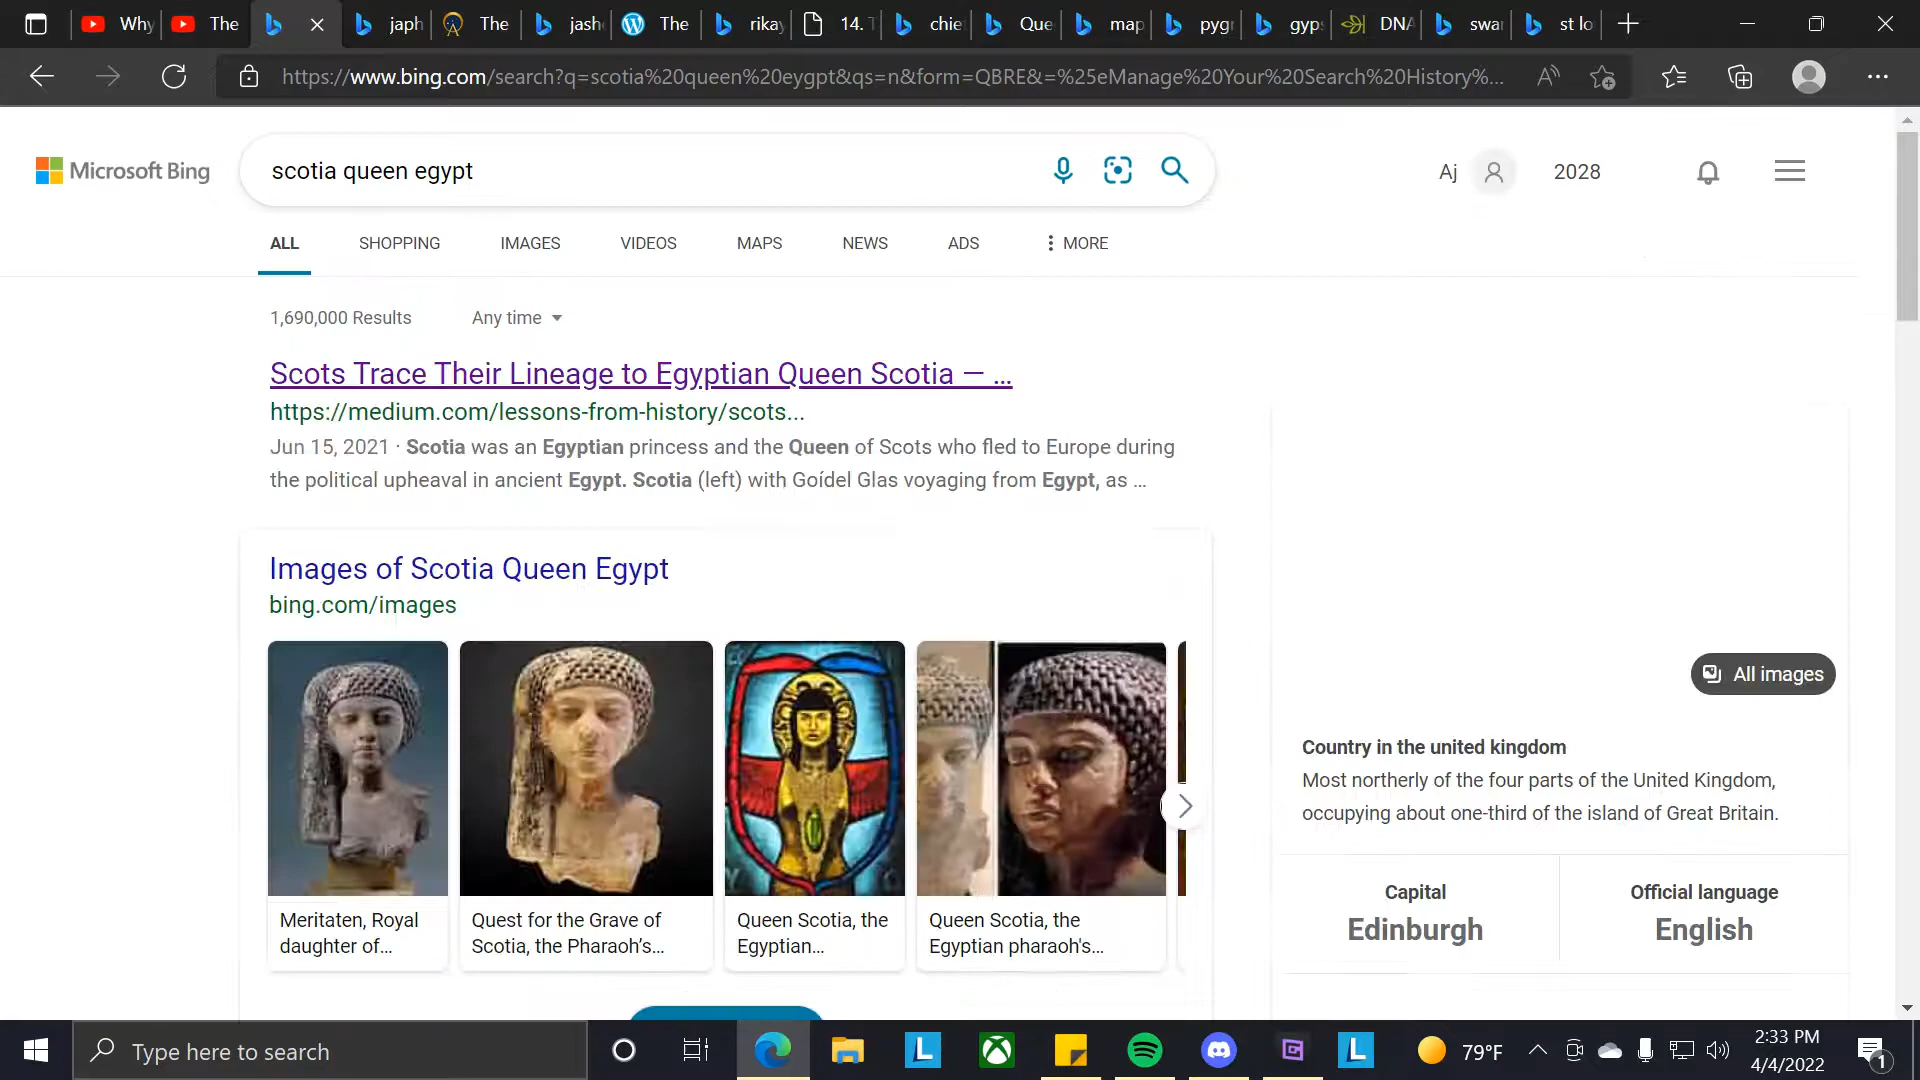 Why
The
japh
The
jash
The
rikay
14. T
chie
Que
map
pygr
gyps
DNA
swar
st lo
https://www.bing.com/search?q=scotia%20queen%20eygpt&qs=n&form=QBRE&=%25eManage%20Your%20Search%20History%...
Microsoft Bing
scotia queen egypt
Aj
2028
ALL
SHOPPING
IMAGES
VIDEOS
MAPS
NEWS
ADS
MORE
1,690,000 Results
Any time
Scots Trace Their Lineage to Egyptian Queen Scotia — ...
https://medium.com/lessons-from-history/scots...
Jun 15, 2021 · Scotia was an Egyptian princess and the Queen of Scots who fled to Europe during
the political upheaval in ancient Egypt. Scotia (left) with Goídel Glas voyaging from Egypt, as ...
Images of Scotia Queen Egypt
bing.com/images
Meritaten, Royal
daughter of...
Quest for the Grave of
Scotia, the Pharaoh's...
Queen Scotia, the
Egyptian...
Queen Scotia, the
Egyptian pharaoh's...
All images
Country in the united kingdom
Most northerly of the four parts of the United Kingdom,
occupying about one-third of the island of Great Britain.
Capital
Edinburgh
Official language
English
Type here to search
L
L
79°F
2:33 PM
4/4/2022
1